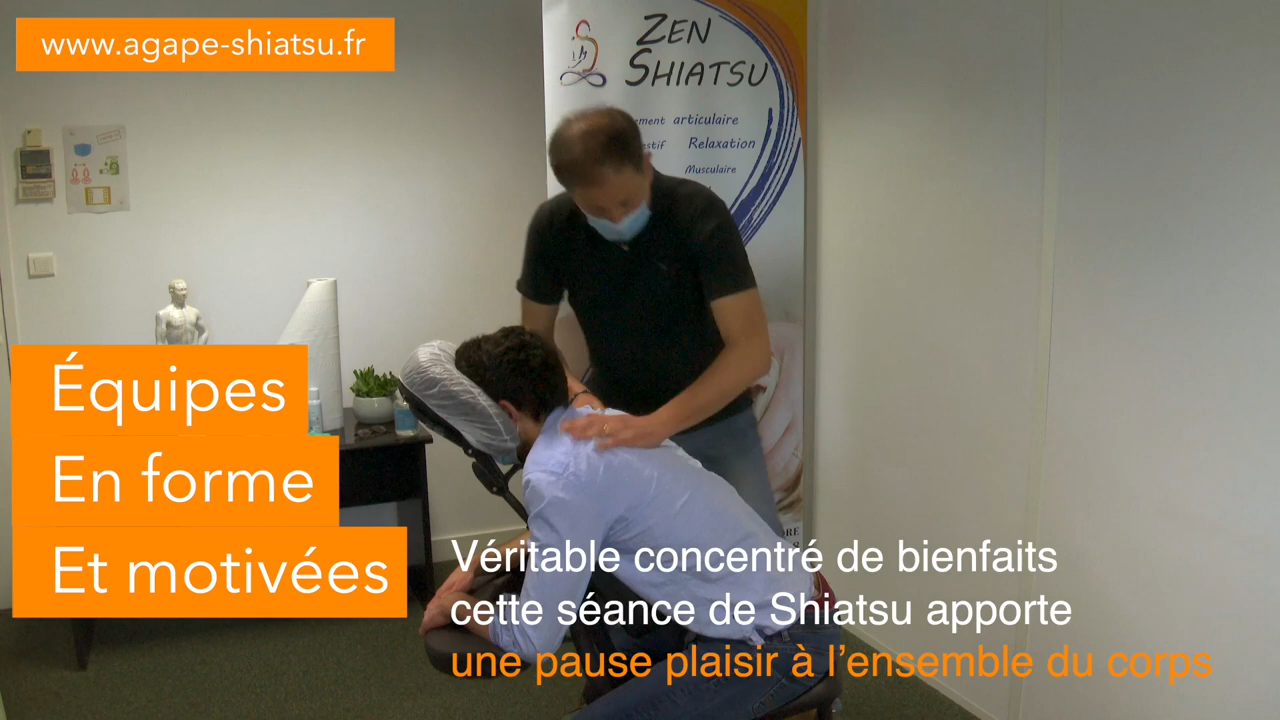 www.agape-shiatsu.fr
ZEN
SHIATSU
articulaire
Relaxation
Musculaire
Équipes
En forme
Et motivées
Véritable concentré de bienfaits
cette séance de Shiatsu apporte
une pause plaisir à l'ensemble du corps